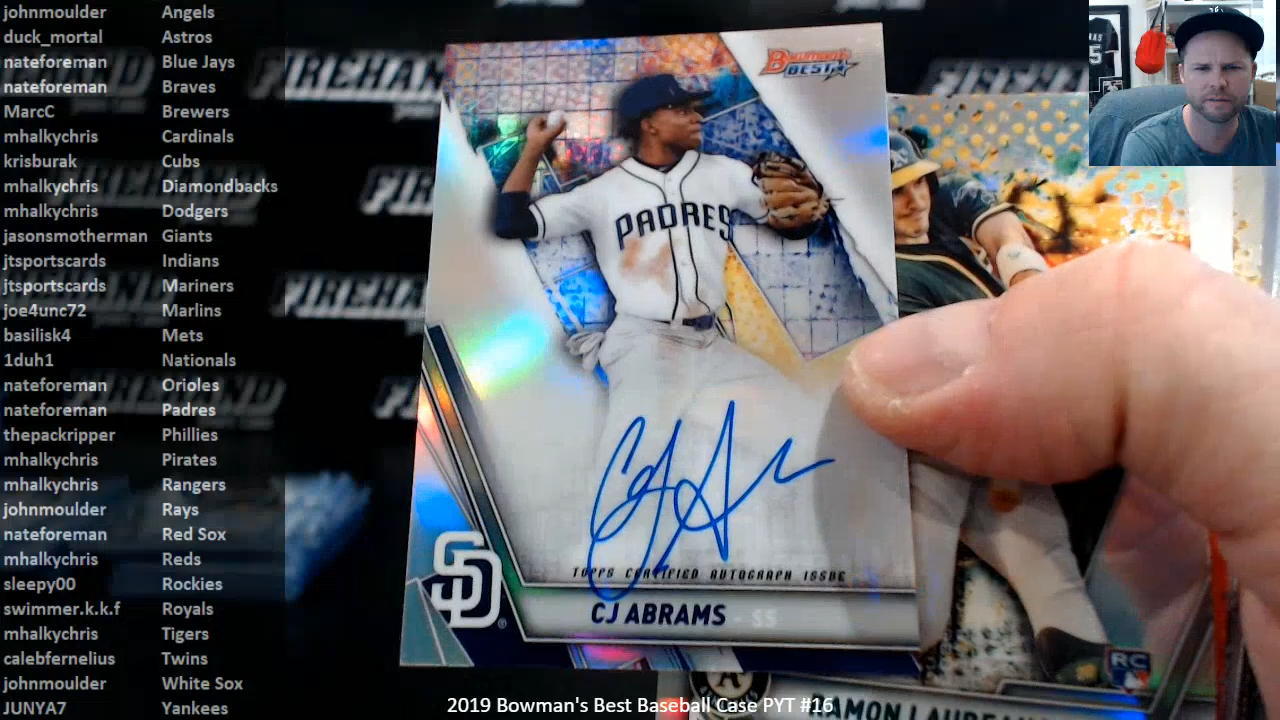 johnmoulder Angels
duck_mortal Astros
nateforeman Blue Jays
nateforeman Braves
MarcC Brewers
mhalkychris Cardinals
krisburak Cubs
mhalkychris Diamondbacks
mhalkychris Dodgers
jasonsmotherman Giants
jtsportscards Indians
jtsportscards Mariners
joe4unc72 Marlins
basilisk4 Mets
1duh1 Nationals
nateforeman Orioles
nateforeman Padres
thepackripper Phillies
mhalkychris Pirates
mhalkychris Rangers
johnmoulder Rays
nateforeman Red Sox
mhalkychris Reds
sleepy00 Rockies
swimmer.k.k.f Royals
mhalkychris Tigers
calebfernelius Twins
johnmoulder White Sox
JUNYA7 Yankees
FIREHAND
Bowman's
BEST
PADRES
CJ A
TOPPS CERTIFIED AUTOGRAPH ISSUE
SD
CJ ABRAMS - SS
RC
RAMON
2019 Bowman's Best Baseball Case PYT #16